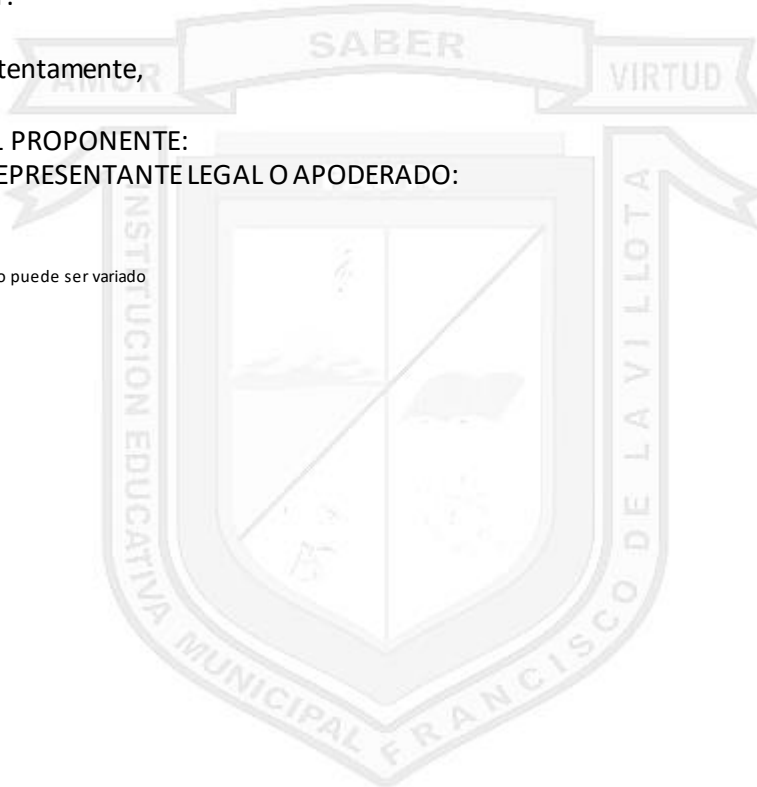 SABER
AMOR
VIRTUD
tentamente,
L PROPONENTE:
EPRESENTANTE LEGAL O APODERADO:
o puede ser variado
INSTITUCION EDUCATIVA MUNICIPAL FRANCISCO DE LA VILLOTA